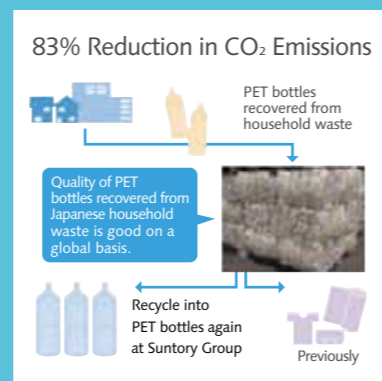 83% Reduction in CO₂ Emissions
PET bottles
recovered from
household waste
Quality of PET
bottles recovered from
Japanese household
waste is good on a
global basis.
Recycle into
PET bottles again
at Suntory Group
Previously